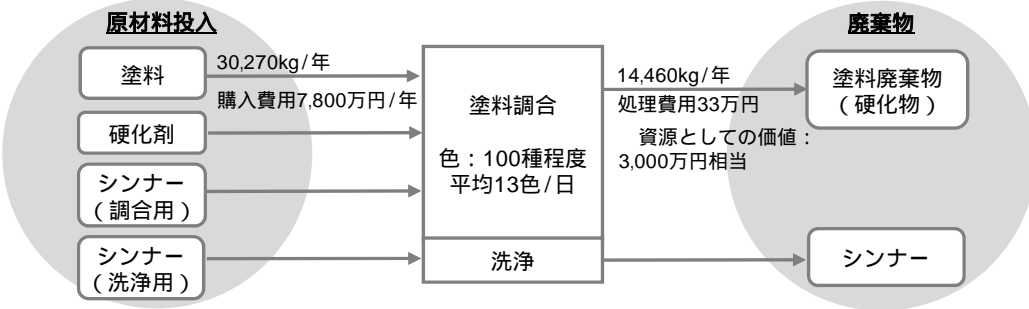 原材料投入
塗料
30,270kg/年
購入費用7,800万円/年
硬化剤
シンナー
(調合用)
シンナー
(洗浄用)
塗料調合
色:100種程度
平均13色/日
洗浄
14,460kg/年
処理費用33万円
資源としての価値:
3,000万円相当
廃棄物
塗料廃棄物
(硬化物)
シンナー